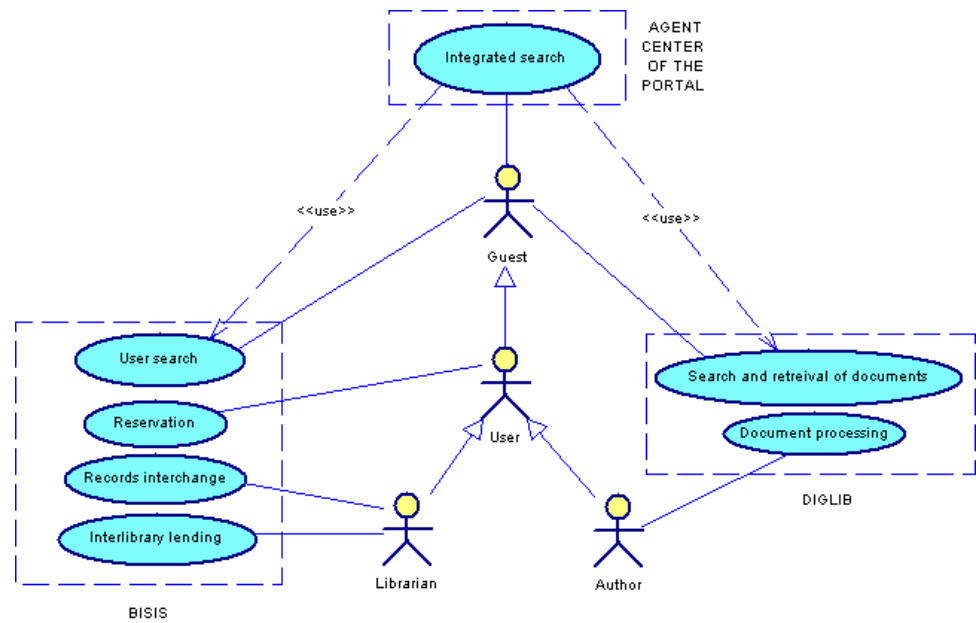 AGENT
CENTER
OF THE
PORTAL
Integrated search
<<use>>
<<use>>
Guest
User search
Search and retreival of documents
Reservation
User
Document processing
Records interchange
DIGLIB
Interlibrary lending
Librarian
Author
BISIS